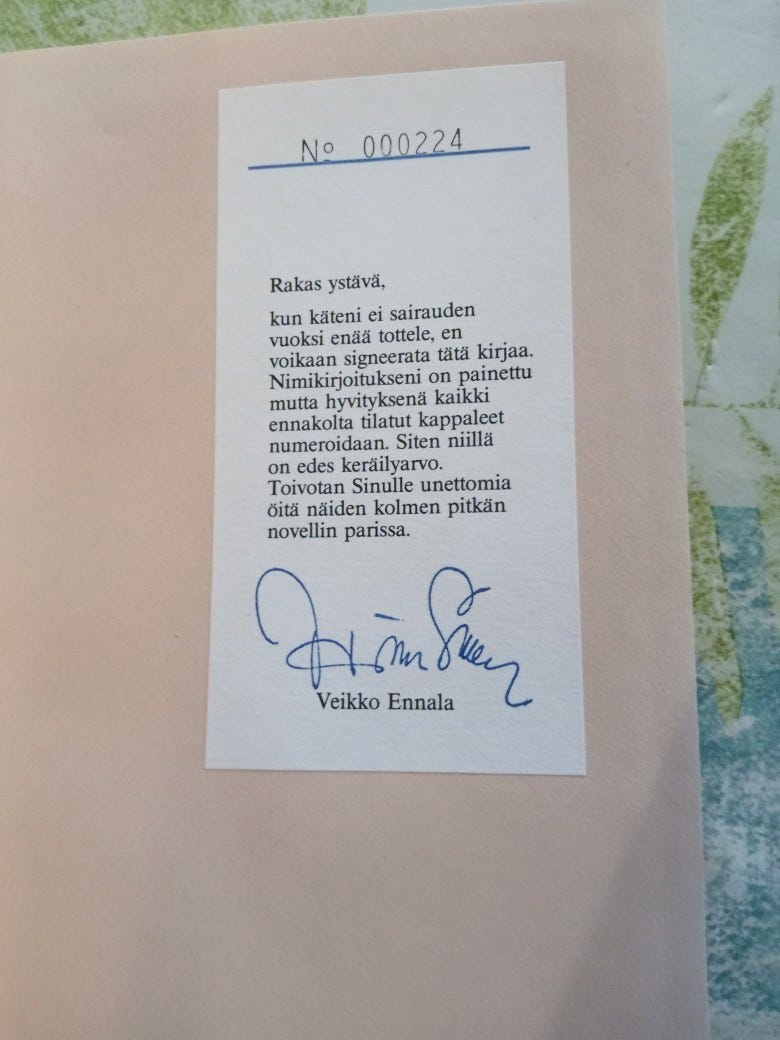 Nº 000224
Rakas ystävä,
kun käteni ei sairauden
vuoksi enää tottele, en
voikaan signeerata tätä kirjaa.
Nimikirjoitukseni on painettu
mutta hyvityksenä kaikki
ennakolta tilatut kappaleet
numeroidaan. Siten niillä
on edes keräilyarvo.
Toivotan Sinulle unettomia
öitä näiden kolmen pitkän
novellin parissa.
Veikko Ennala